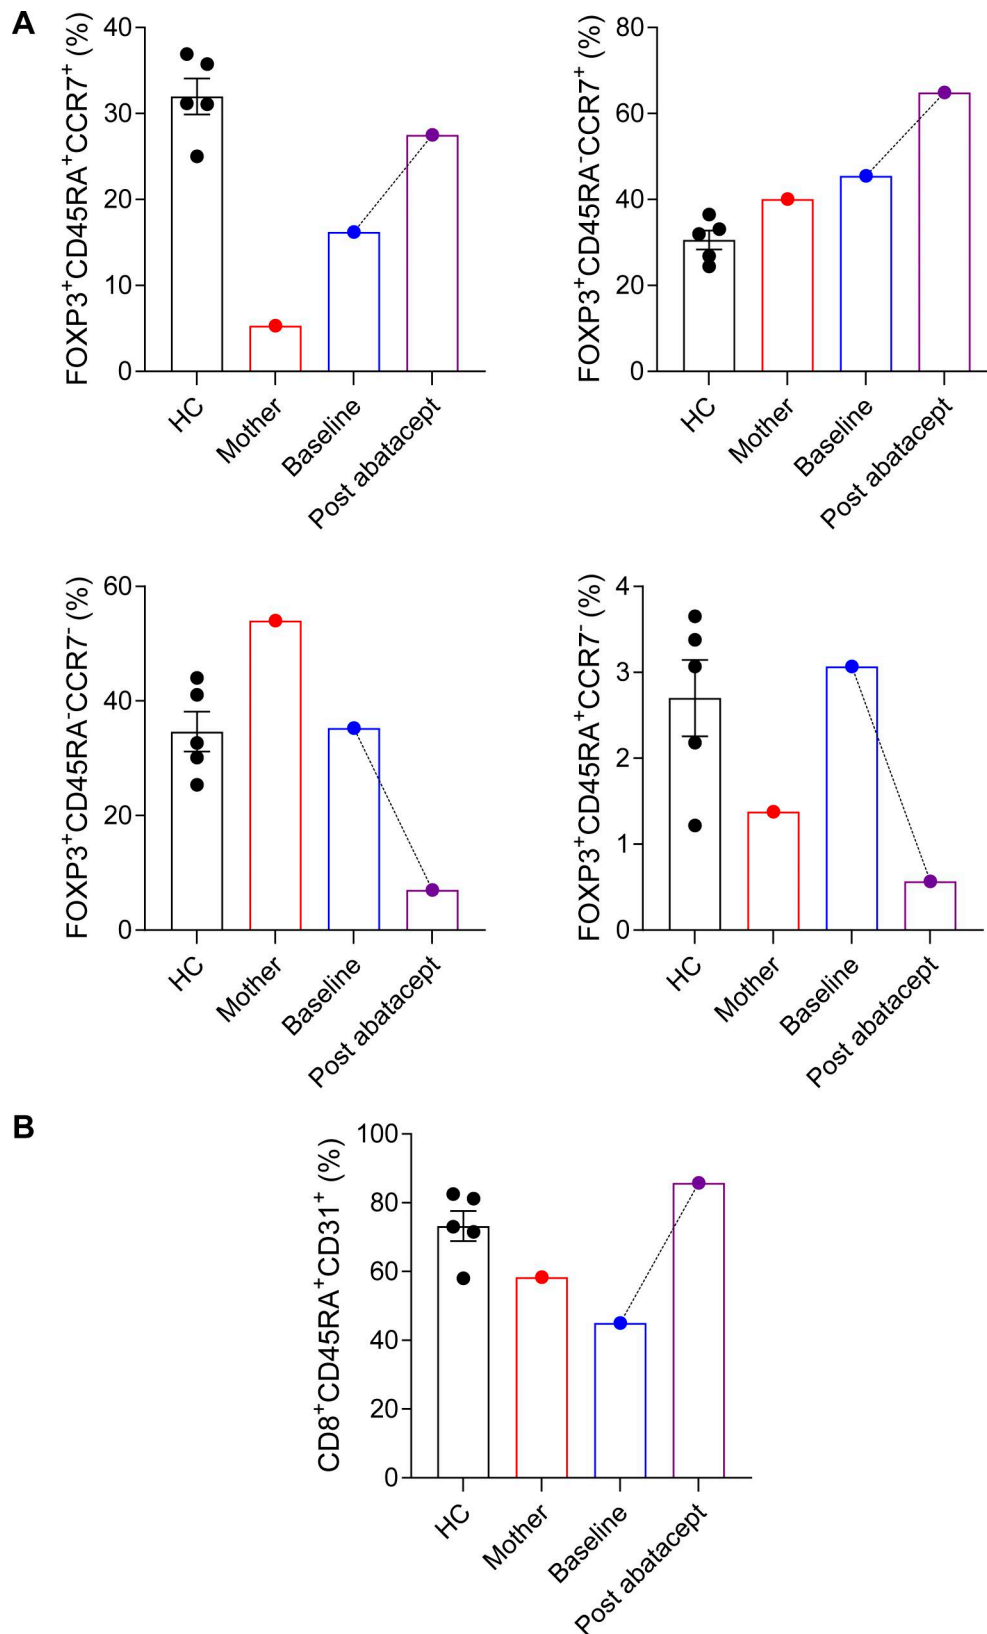 A
FOXP3⁺CD45RA⁺CCR7⁺ (%)
40
30
20
10
0
HC
Mother
Baseline
Post abatacept
FOXP3⁺CD45RA⁻CCR7⁺ (%)
80
60
40
20
0
HC
Mother
Baseline
Post abatacept
FOXP3⁺CD45RA⁻CCR7⁻ (%)
60
40
20
0
HC
Mother
Baseline
Post abatacept
FOXP3⁺CD45RA⁺CCR7⁻ (%)
4
3
2
1
0
HC
Mother
Baseline
Post abatacept
B
CD8⁺CD45RA⁺CD31⁺ (%)
100
80
60
40
20
0
HC
Mother
Baseline
Post abatacept